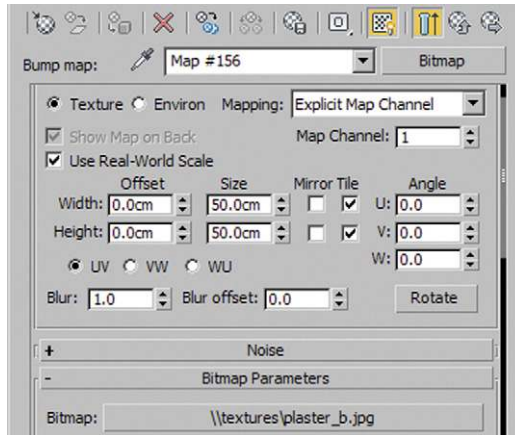 Bump map: Map #156 Bitmap
Texture Environ Mapping: Explicit Map Channel
Show Map on Back Map Channel: 1
Use Real-World Scale
Offset Size Mirror Tile Angle
Width: 0.0cm 50.0cm U: 0.0
Height: 0.0cm 50.0cm V: 0.0
UV VW WU W: 0.0
Blur: 1.0 Blur offset: 0.0 Rotate
+ Noise
- Bitmap Parameters
Bitmap: \\textures\plaster_b.jpg